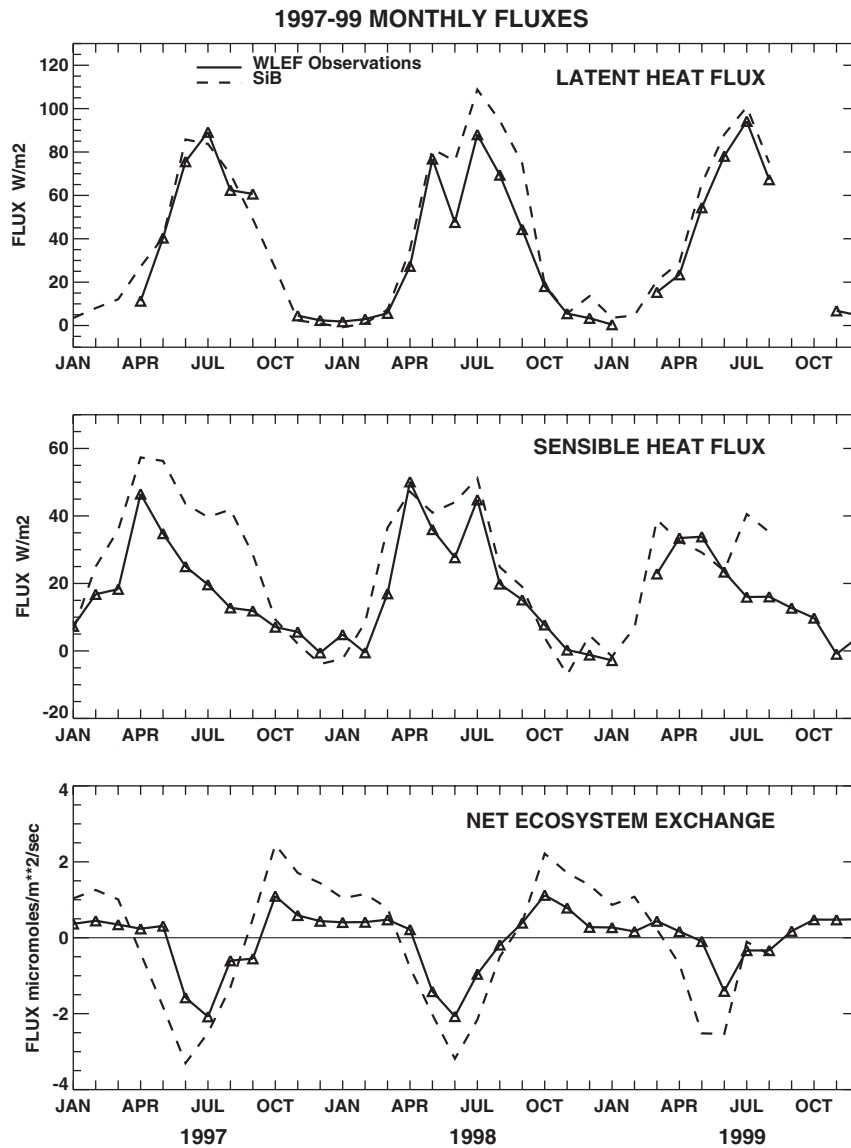 1997-99 MONTHLY FLUXES
WLEF Observations
SiB
LATENT HEAT FLUX
FLUX W/m2
120
100
80
60
40
20
0
JAN APR JUL OCT JAN APR JUL OCT JAN APR JUL OCT
SENSIBLE HEAT FLUX
FLUX W/m2
60
40
20
0
-20
JAN APR JUL OCT JAN APR JUL OCT JAN APR JUL OCT
NET ECOSYSTEM EXCHANGE
FLUX micromoles/m**2/sec
4
2
0
-2
-4
JAN APR JUL OCT JAN APR JUL OCT JAN APR JUL OCT
1997 1998 1999